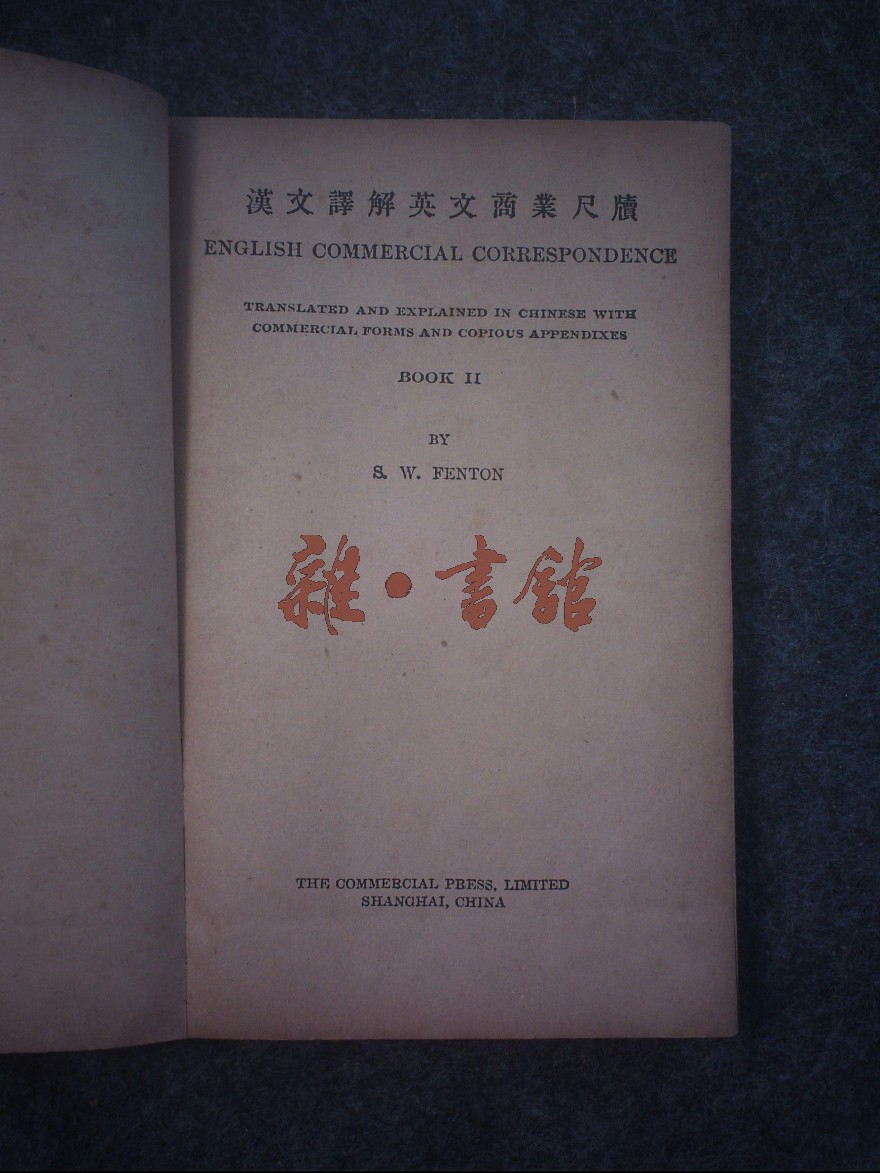 漢文譯解英文商業尺牘
ENGLISH COMMERCIAL CORRESPONDENCE
TRANSLATED AND EXPLAINED IN CHINESE WITH
COMMERCIAL FORMS AND COPIOUS APPENDIXES
BOOK II
BY
S. W. FENTON
雜·書館
THE COMMERCIAL PRESS, LIMITED
SHANGHAI, CHINA